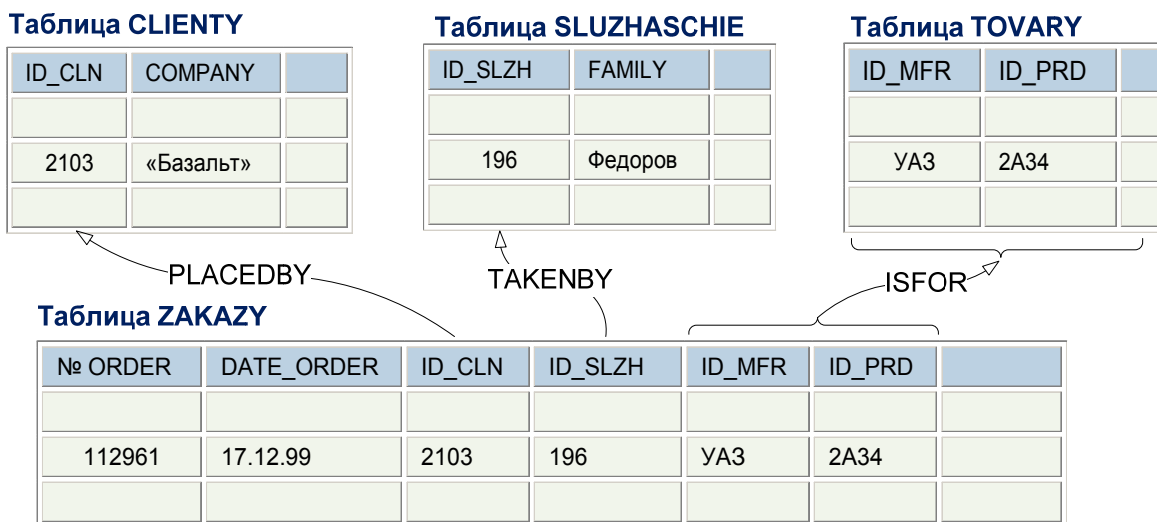 Таблица CLIENTY Таблица SLUZHASCHIE Таблица TOVARY
ID_CLN COMPANY ID_SLZH FAMILY ID_MFR ID_PRD
2103 «Базальт» 196 Федоров УАЗ 2А34
PLACEDBY TAKENBY ISFOR
Таблица ZAKAZY
№ ORDER DATE_ORDER ID_CLN ID_SLZH ID_MFR ID_PRD
112961 17.12.99 2103 196 УАЗ 2А34